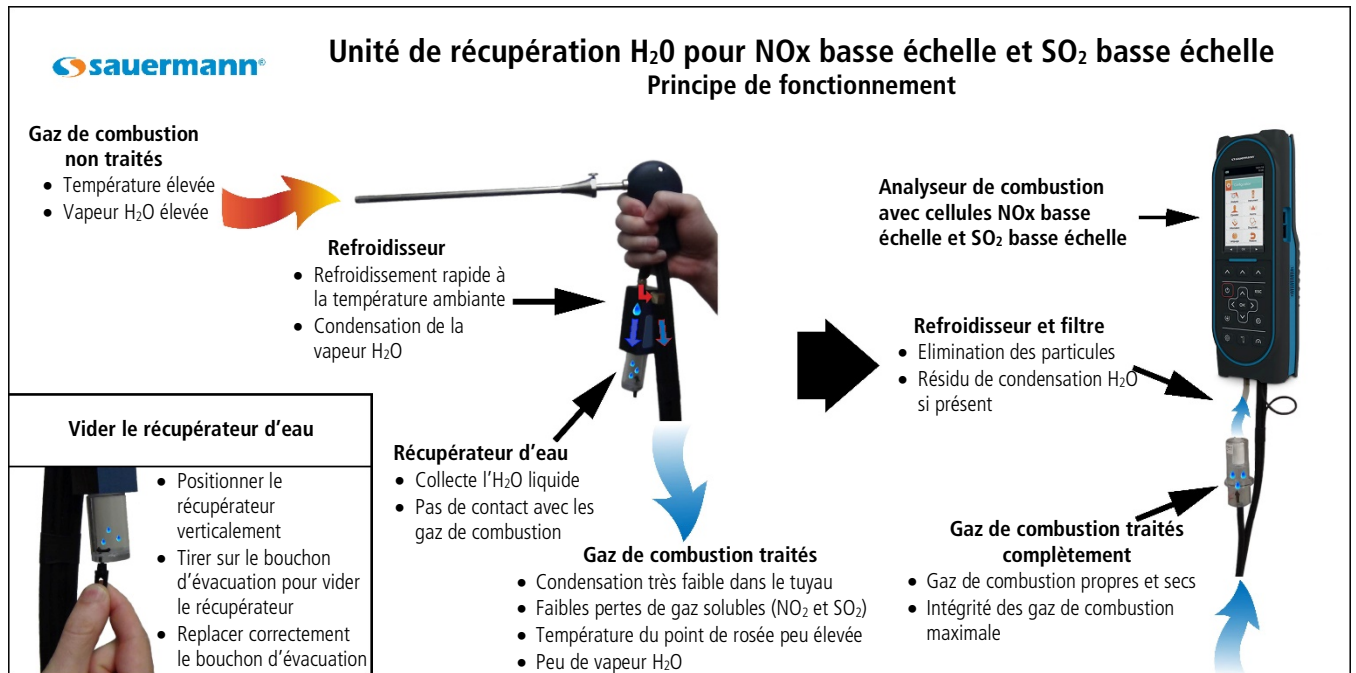 sauermann®
Unité de récupération H₂0 pour NOx basse échelle et SO₂ basse échelle
Principe de fonctionnement
Gaz de combustion
non traités
• Température élevée
• Vapeur H₂O élevée
Refroidisseur
• Refroidissement rapide à
la température ambiante
• Condensation de la
vapeur H₂O
Analyseur de combustion
avec cellules NOx basse
échelle et SO₂ basse échelle
Refroidisseur et filtre
• Elimination des particules
• Résidu de condensation H₂O
si présent
Vider le récupérateur d’eau
• Positionner le
récupérateur
verticalement
• Tirer sur le bouchon
d’évacuation pour vider
le récupérateur
• Replacer correctement
le bouchon d’évacuation
Récupérateur d’eau
• Collecte l’H₂O liquide
• Pas de contact avec les
gaz de combustion
Gaz de combustion traités
• Condensation très faible dans le tuyau
• Faibles pertes de gaz solubles (NO₂ et SO₂)
• Température du point de rosée peu élevée
• Peu de vapeur H₂O
Gaz de combustion traités
complètement
• Gaz de combustion propres et secs
• Intégrité des gaz de combustion
maximale
ESC
OK